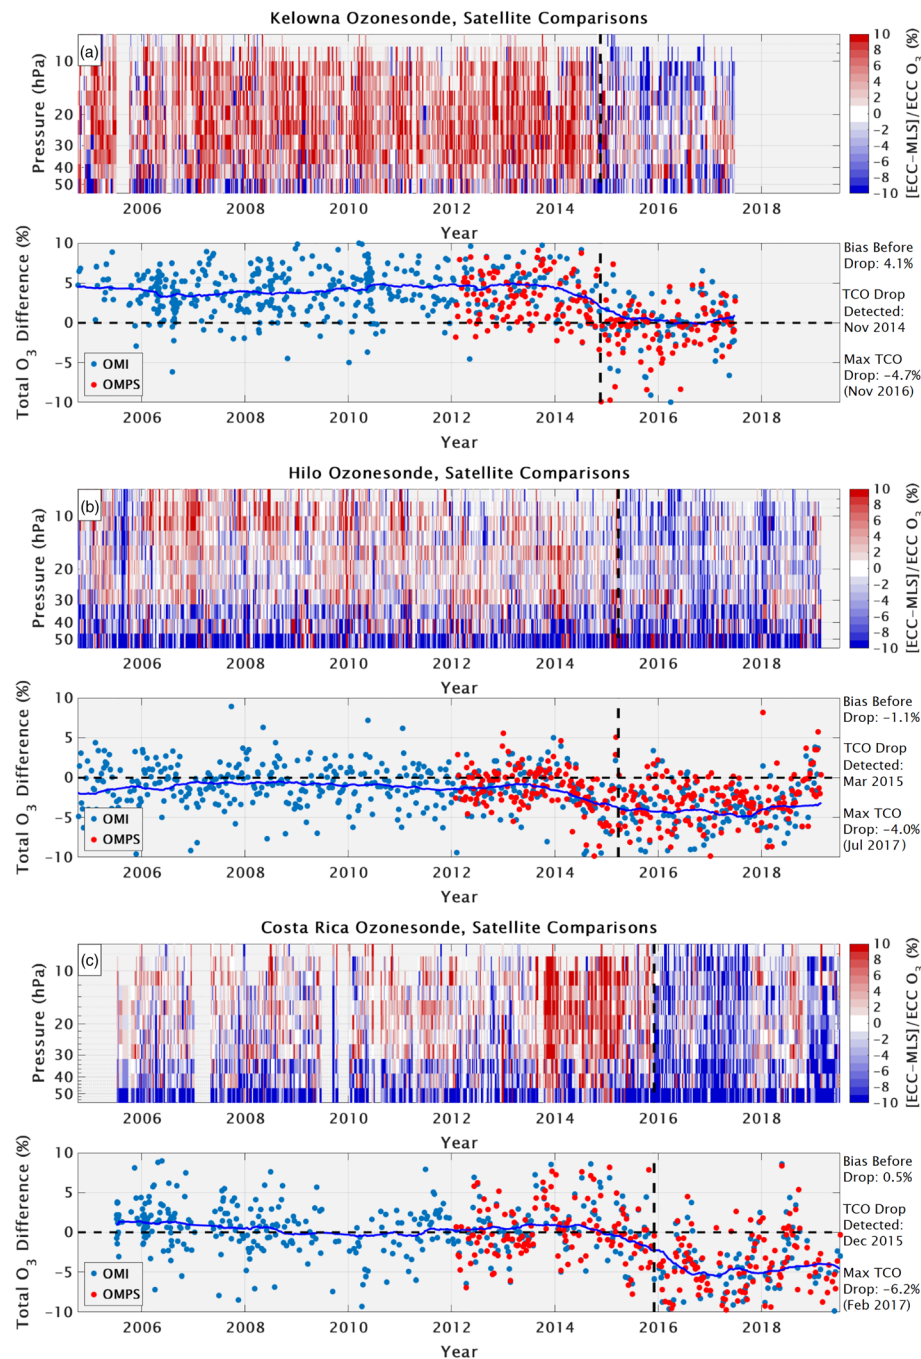 Kelowna Ozonesonde, Satellite Comparisons
(a)
Pressure (hPa)
10
20
30
40
50
2006 2008 2010 2012 2014 2016 2018
Year
10
8
6
4
2
0
-2
-4
-6
-8
-10
[ECC-MLS]/ECC O3 (%)
Total O3 Difference (%)
10
5
0
-5
-10
OMI
OMPS
2006 2008 2010 2012 2014 2016 2018
Year
Bias Before
Drop: 4.1%
TCO Drop
Detected:
Nov 2014
Max TCO
Drop: -4.7%
(Nov 2016)
Hilo Ozonesonde, Satellite Comparisons
(b)
Pressure (hPa)
10
20
30
40
50
2006 2008 2010 2012 2014 2016 2018
Year
10
8
6
4
2
0
-2
-4
-6
-8
-10
[ECC-MLS]/ECC O3 (%)
Total O3 Difference (%)
10
5
0
-5
-10
OMI
OMPS
2006 2008 2010 2012 2014 2016 2018
Year
Bias Before
Drop: -1.1%
TCO Drop
Detected:
Mar 2015
Max TCO
Drop: -4.0%
(Jul 2017)
Costa Rica Ozonesonde, Satellite Comparisons
(c)
Pressure (hPa)
10
20
30
40
50
2006 2008 2010 2012 2014 2016 2018
Year
10
8
6
4
2
0
-2
-4
-6
-8
-10
[ECC-MLS]/ECC O3 (%)
Total O3 Difference (%)
10
5
0
-5
-10
OMI
OMPS
2006 2008 2010 2012 2014 2016 2018
Year
Bias Before
Drop: 0.5%
TCO Drop
Detected:
Dec 2015
Max TCO
Drop: -6.2%
(Feb 2017)